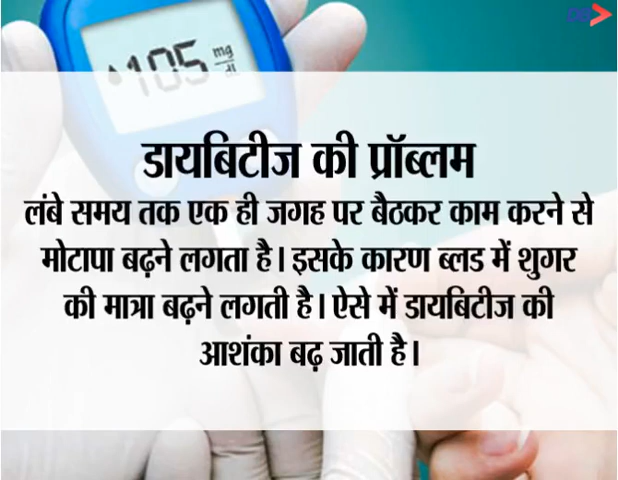 105 mg/dl
डायबिटीज की प्रॉब्लम
लंबे समय तक एक ही जगह पर बैठकर काम करने से
मोटापा बढ़ने लगता है। इसके कारण ब्लड में शुगर
की मात्रा बढ़ने लगती है। ऐसे में डायबिटीज की
आशंका बढ़ जाती है।